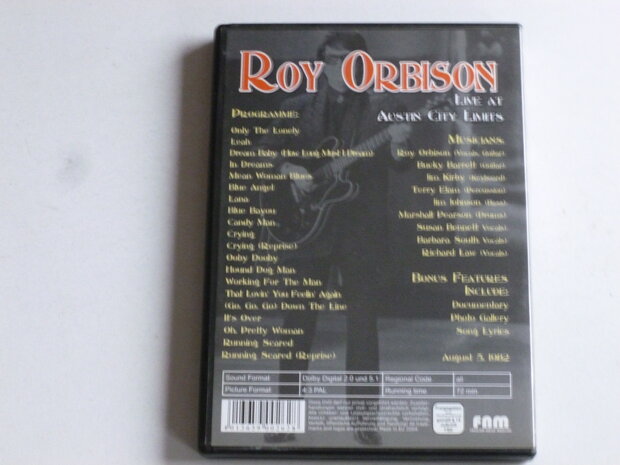 Roy Orbison
Live at
Austin City Limits
Programme:
Only The Lonely
Leah
Dream Baby (How Long Must I Dream)
In Dreams
Mean Woman Blues
Blue Angel
Lana
Blue Bayou
Candy Man
Crying
Crying (Reprise)
Ooby Dooby
Hound Dog Man
Working For The Man
That Lovin' You Feelin' Again
(Go, Go, Go) Down The Line
It's Over
Oh, Pretty Woman
Running Scared
Running Scared (Reprise)
Musicians:
Roy Orbison (Vocals, Guitar)
Bucky Barrett (Guitar)
Jim Kirby (Keyboard)
Terry Elam (Percussion)
Jim Johnson (Bass)
Marshall Pearson (Drums)
Susan Bennett (Vocals)
Barbara South (Vocals)
Richard Law (Vocals)
Bonus Features
Include:
Documentary
Photo Gallery
Song Lyrics
August 5, 1982
Sound Format Dolby Digital 2.0 und 5.1 Regional Code all
Picture Format 4:3 PAL Running time 72 min
fnm